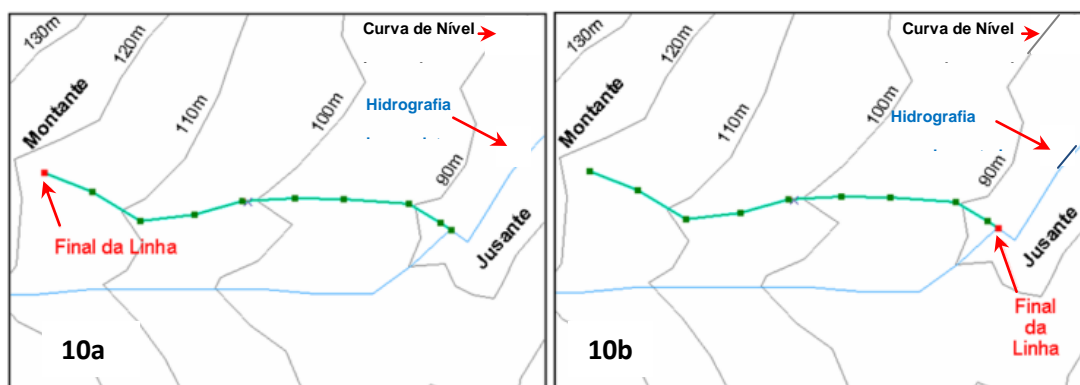 130m
120m
Curva de Nível
Montante
110m
100m
Hidrografia
90m
Jusante
Final da Linha
10a
130m
120m
Curva de Nível
Montante
110m
100m
Hidrografia
90m
Jusante
Final
da
Linha
10b